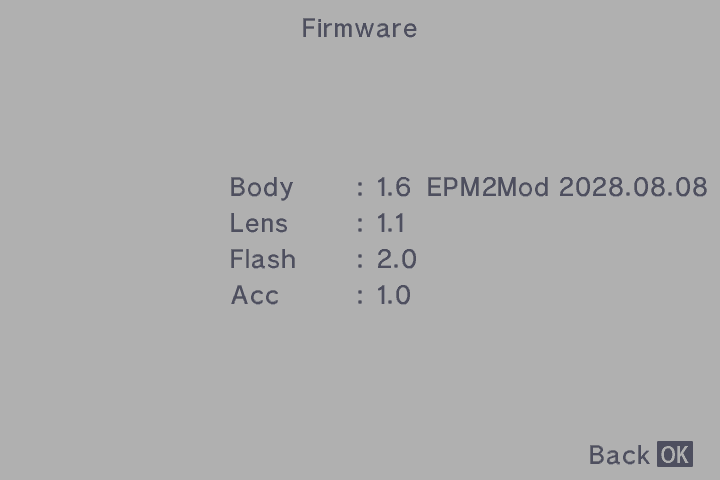 Firmware
Body : 1.6 EPM2Mod 2028.08.08
Lens : 1.1
Flash : 2.0
Acc : 1.0
Back OK